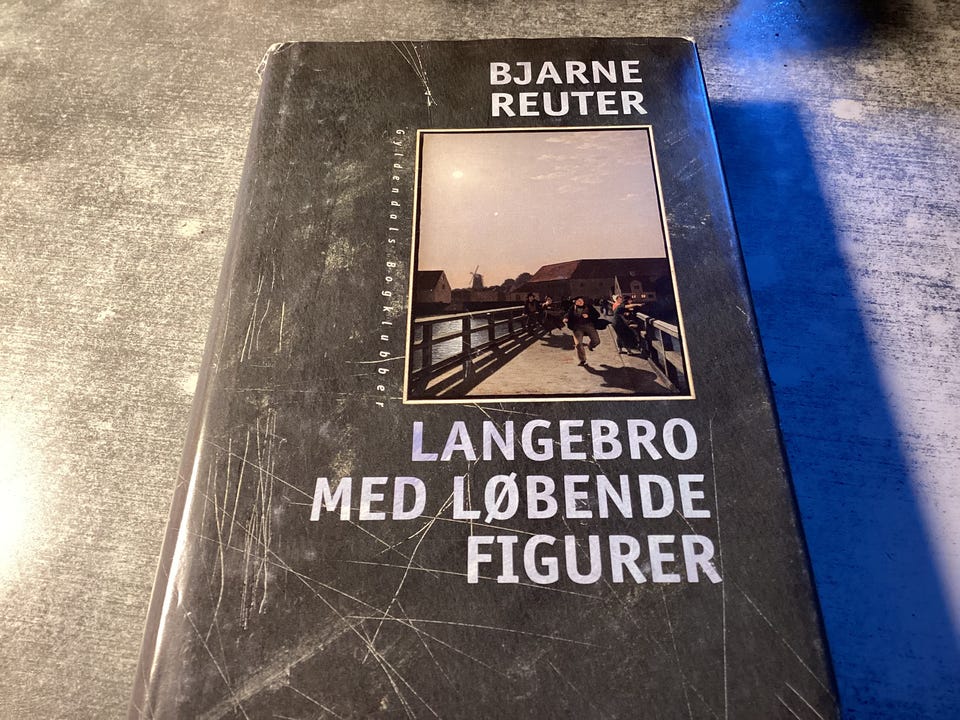 BJARNE
REUTER
Gyldendals Bogklubber
LANGEBRO
MED LØBENDE
FIGURER